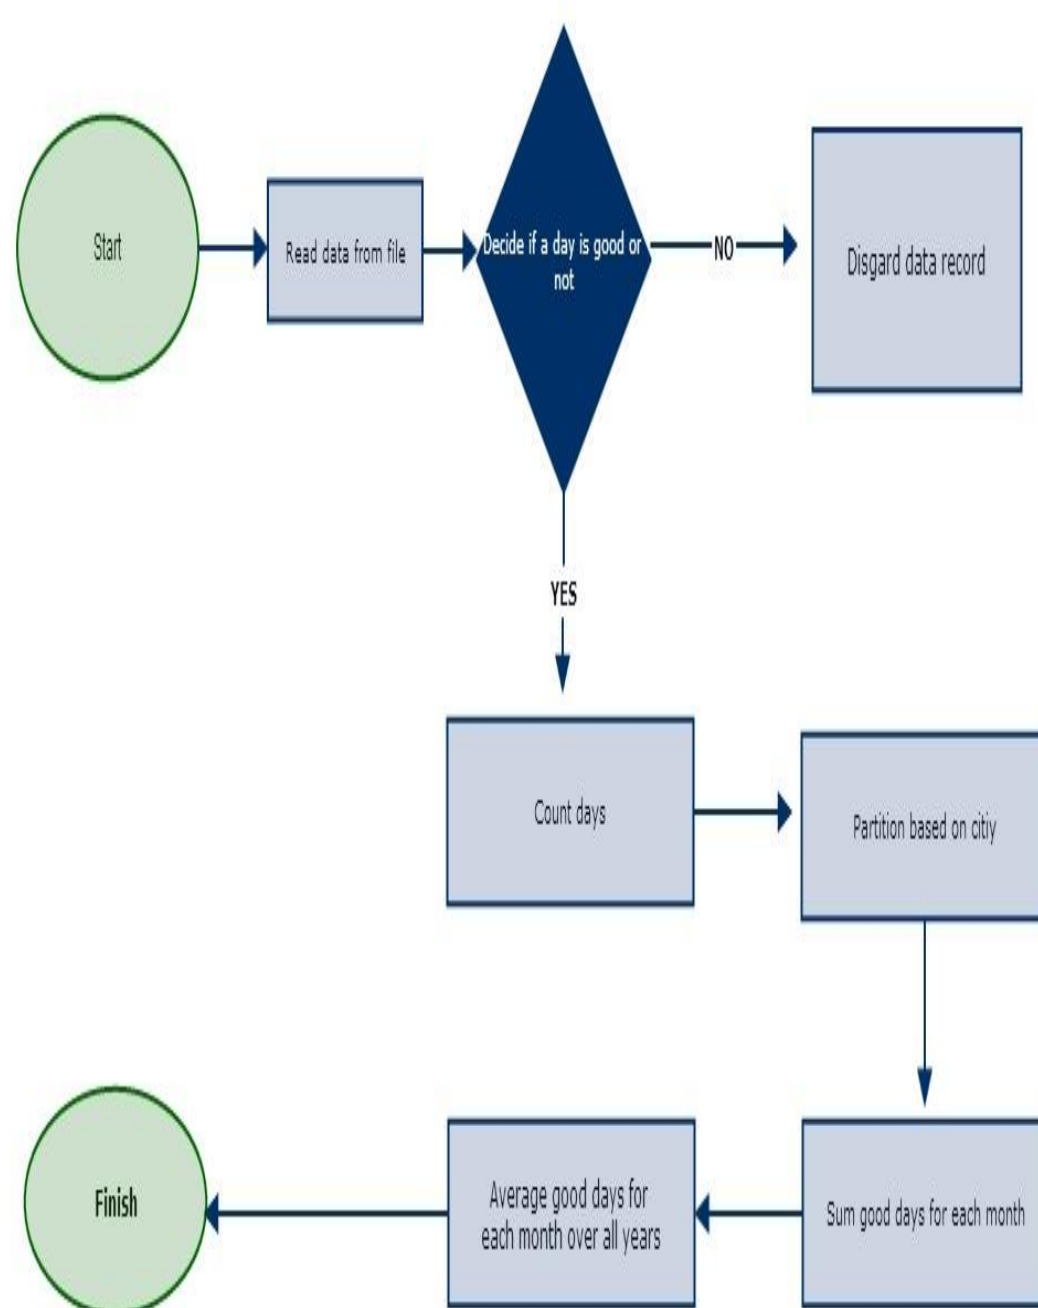 Start
Read data from file
Decide if a day is good or
not
NO
Disgard data record
YES
Count days
Partition based on citiy
Sum good days for each month
Average good days for
each month over all years
Finish